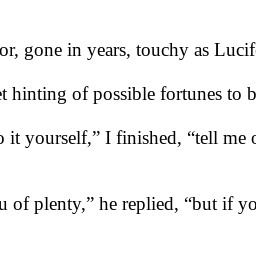 or, gone in years, touchy as Lucif
t hinting of possible fortunes to b
o it yourself,” I finished, “tell me o
u of plenty,” he replied, “but if yo